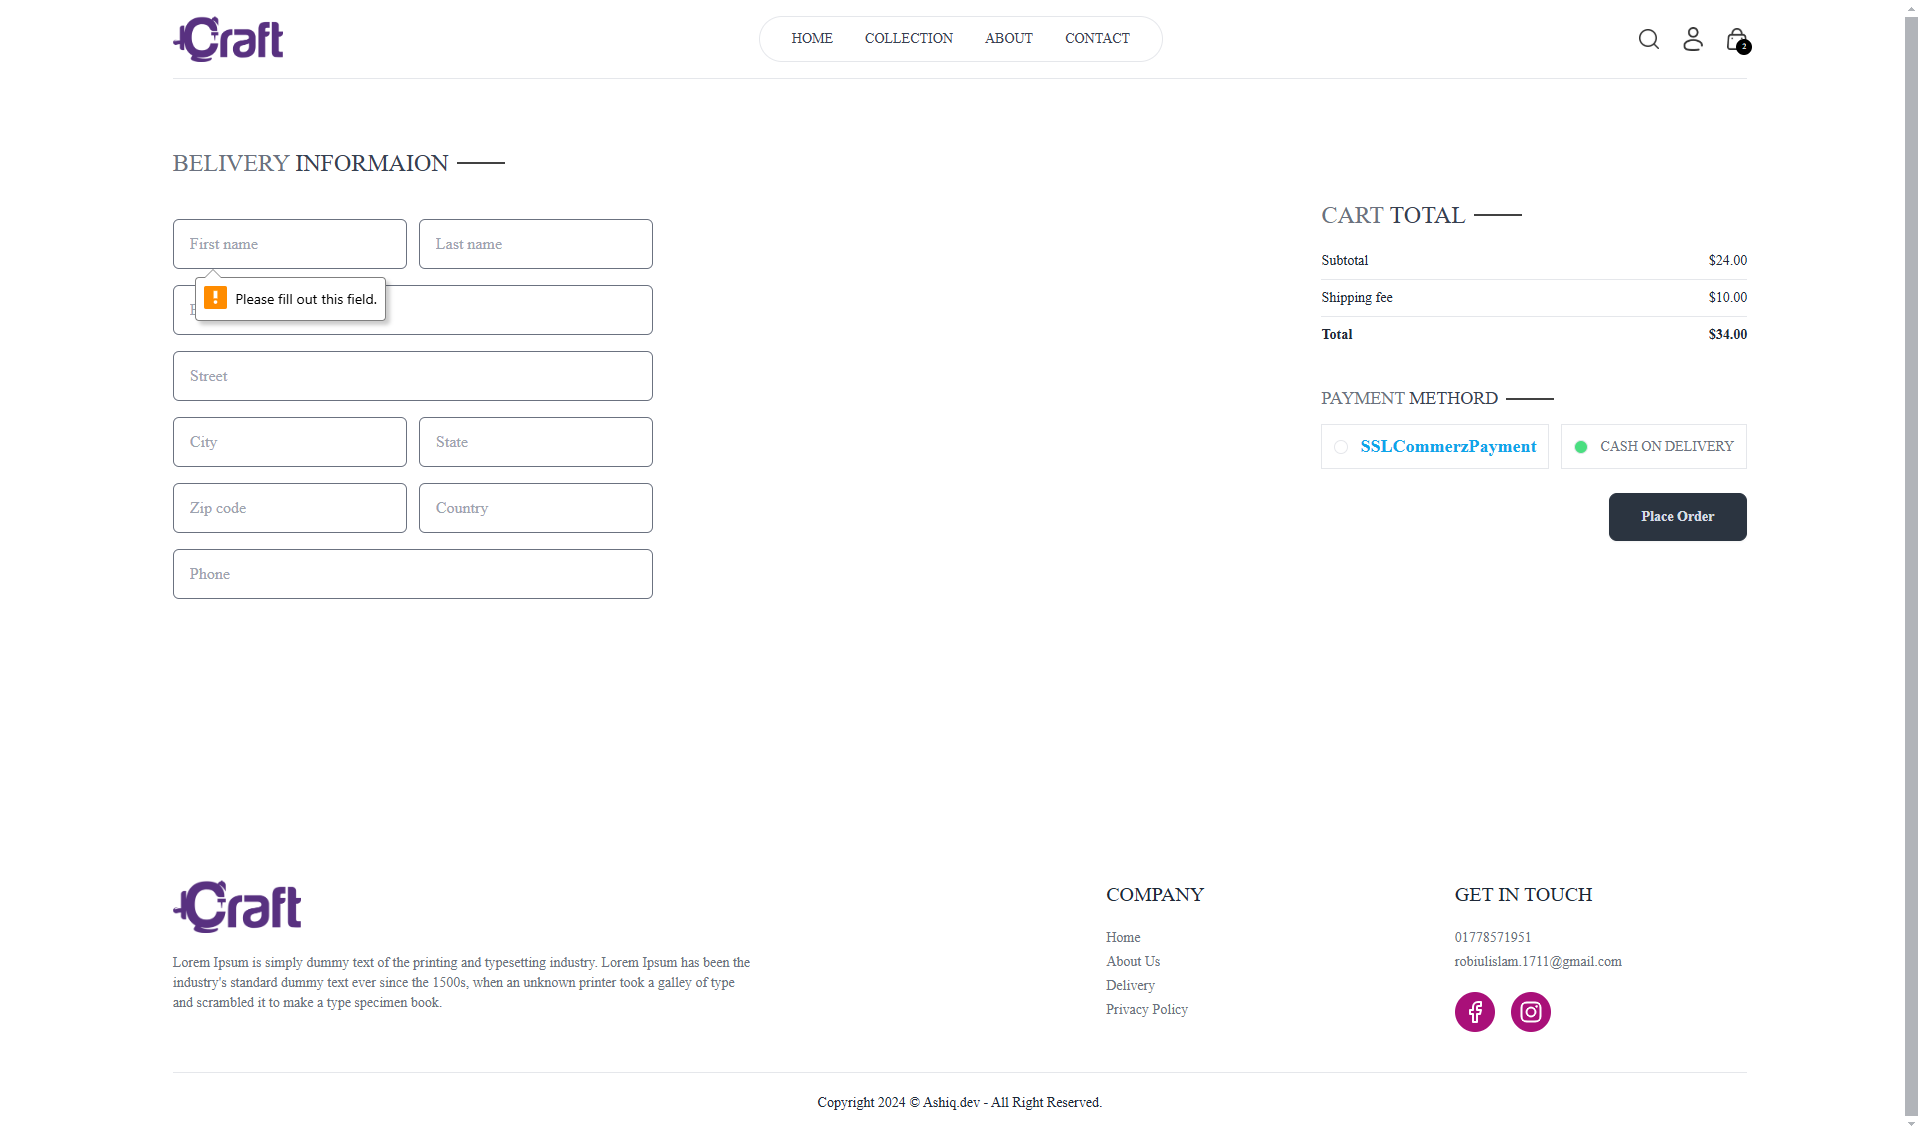 Craft
HOME COLLECTION ABOUT CONTACT
2
BELIVERY INFORMAION
First name Last name
Please fill out this field.
Street
City State
Zip code Country
Phone
CART TOTAL
Subtotal $24.00
Shipping fee $10.00
Total $34.00
PAYMENT METHORD
SSLCommerzPayment CASH ON DELIVERY
Place Order
Craft
Lorem Ipsum is simply dummy text of the printing and typesetting industry. Lorem Ipsum has been the
industry's standard dummy text ever since the 1500s, when an unknown printer took a galley of type
and scrambled it to make a type specimen book.
COMPANY
Home
About Us
Delivery
Privacy Policy
GET IN TOUCH
01778571951
robiulislam.1711@gmail.com
Copyright 2024 © Ashiq.dev - All Right Reserved.